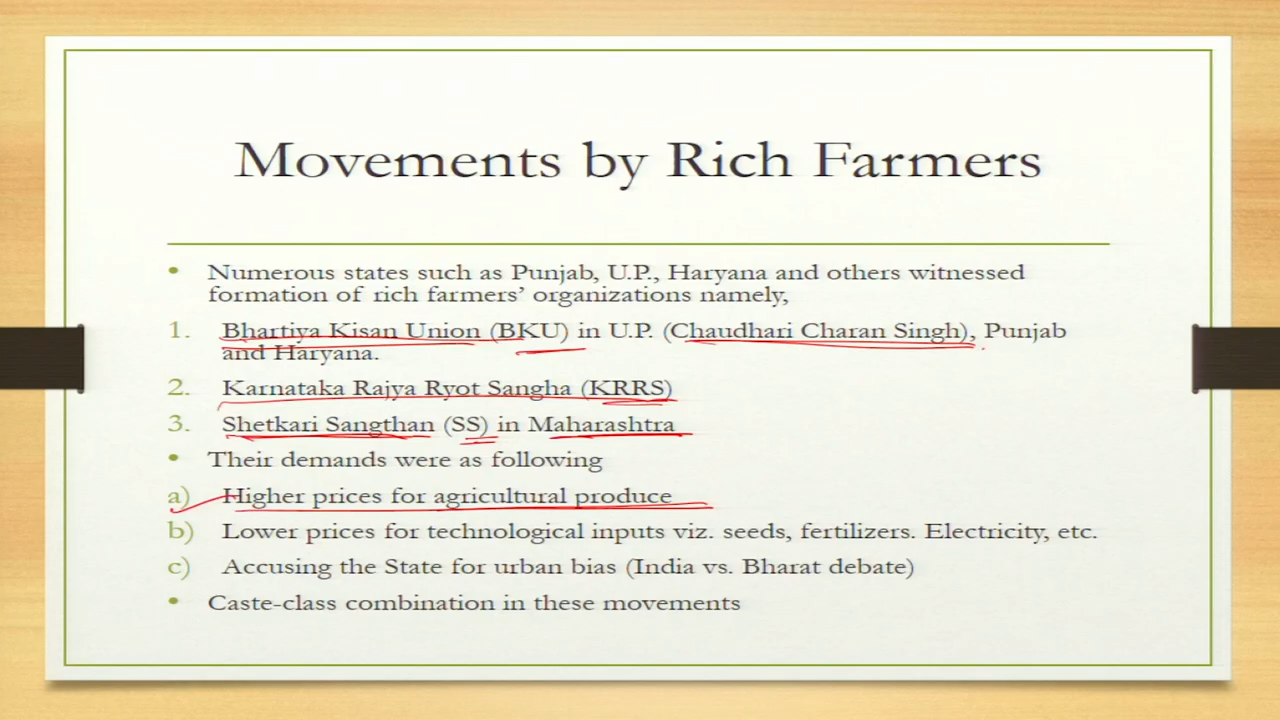 Movements by Rich Farmers
• Numerous states such as Punjab, U.P., Haryana and others witnessed
formation of rich farmers' organizations namely,
1. Bhartiya Kisan Union (BKU) in U.P. (Chaudhari Charan Singh), Punjab
and Haryana.
2. Karnataka Rajya Ryot Sangha (KRRS)
3. Shetkari Sangthan (SS) in Maharashtra
• Their demands were as following
a) Higher prices for agricultural produce
b) Lower prices for technological inputs viz. seeds, fertilizers. Electricity, etc.
c) Accusing the State for urban bias (India vs. Bharat debate)
• Caste-class combination in these movements